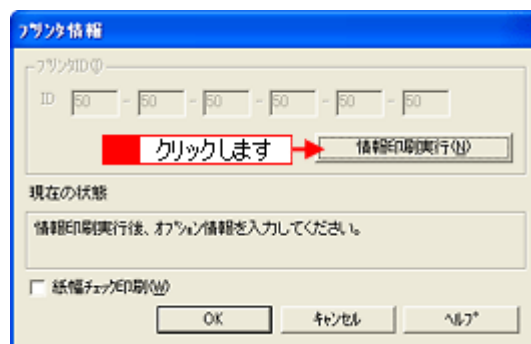 プリンタ情報
プリンタID(I)
ID 50 - 50 - 50 - 50 - 50 - 50
クリックします 情報印刷実行(N)
現在の状態
情報印刷実行後、オプション情報を入力してください。
紙幅チェック印刷(W)
OK キャンセル ヘルプ